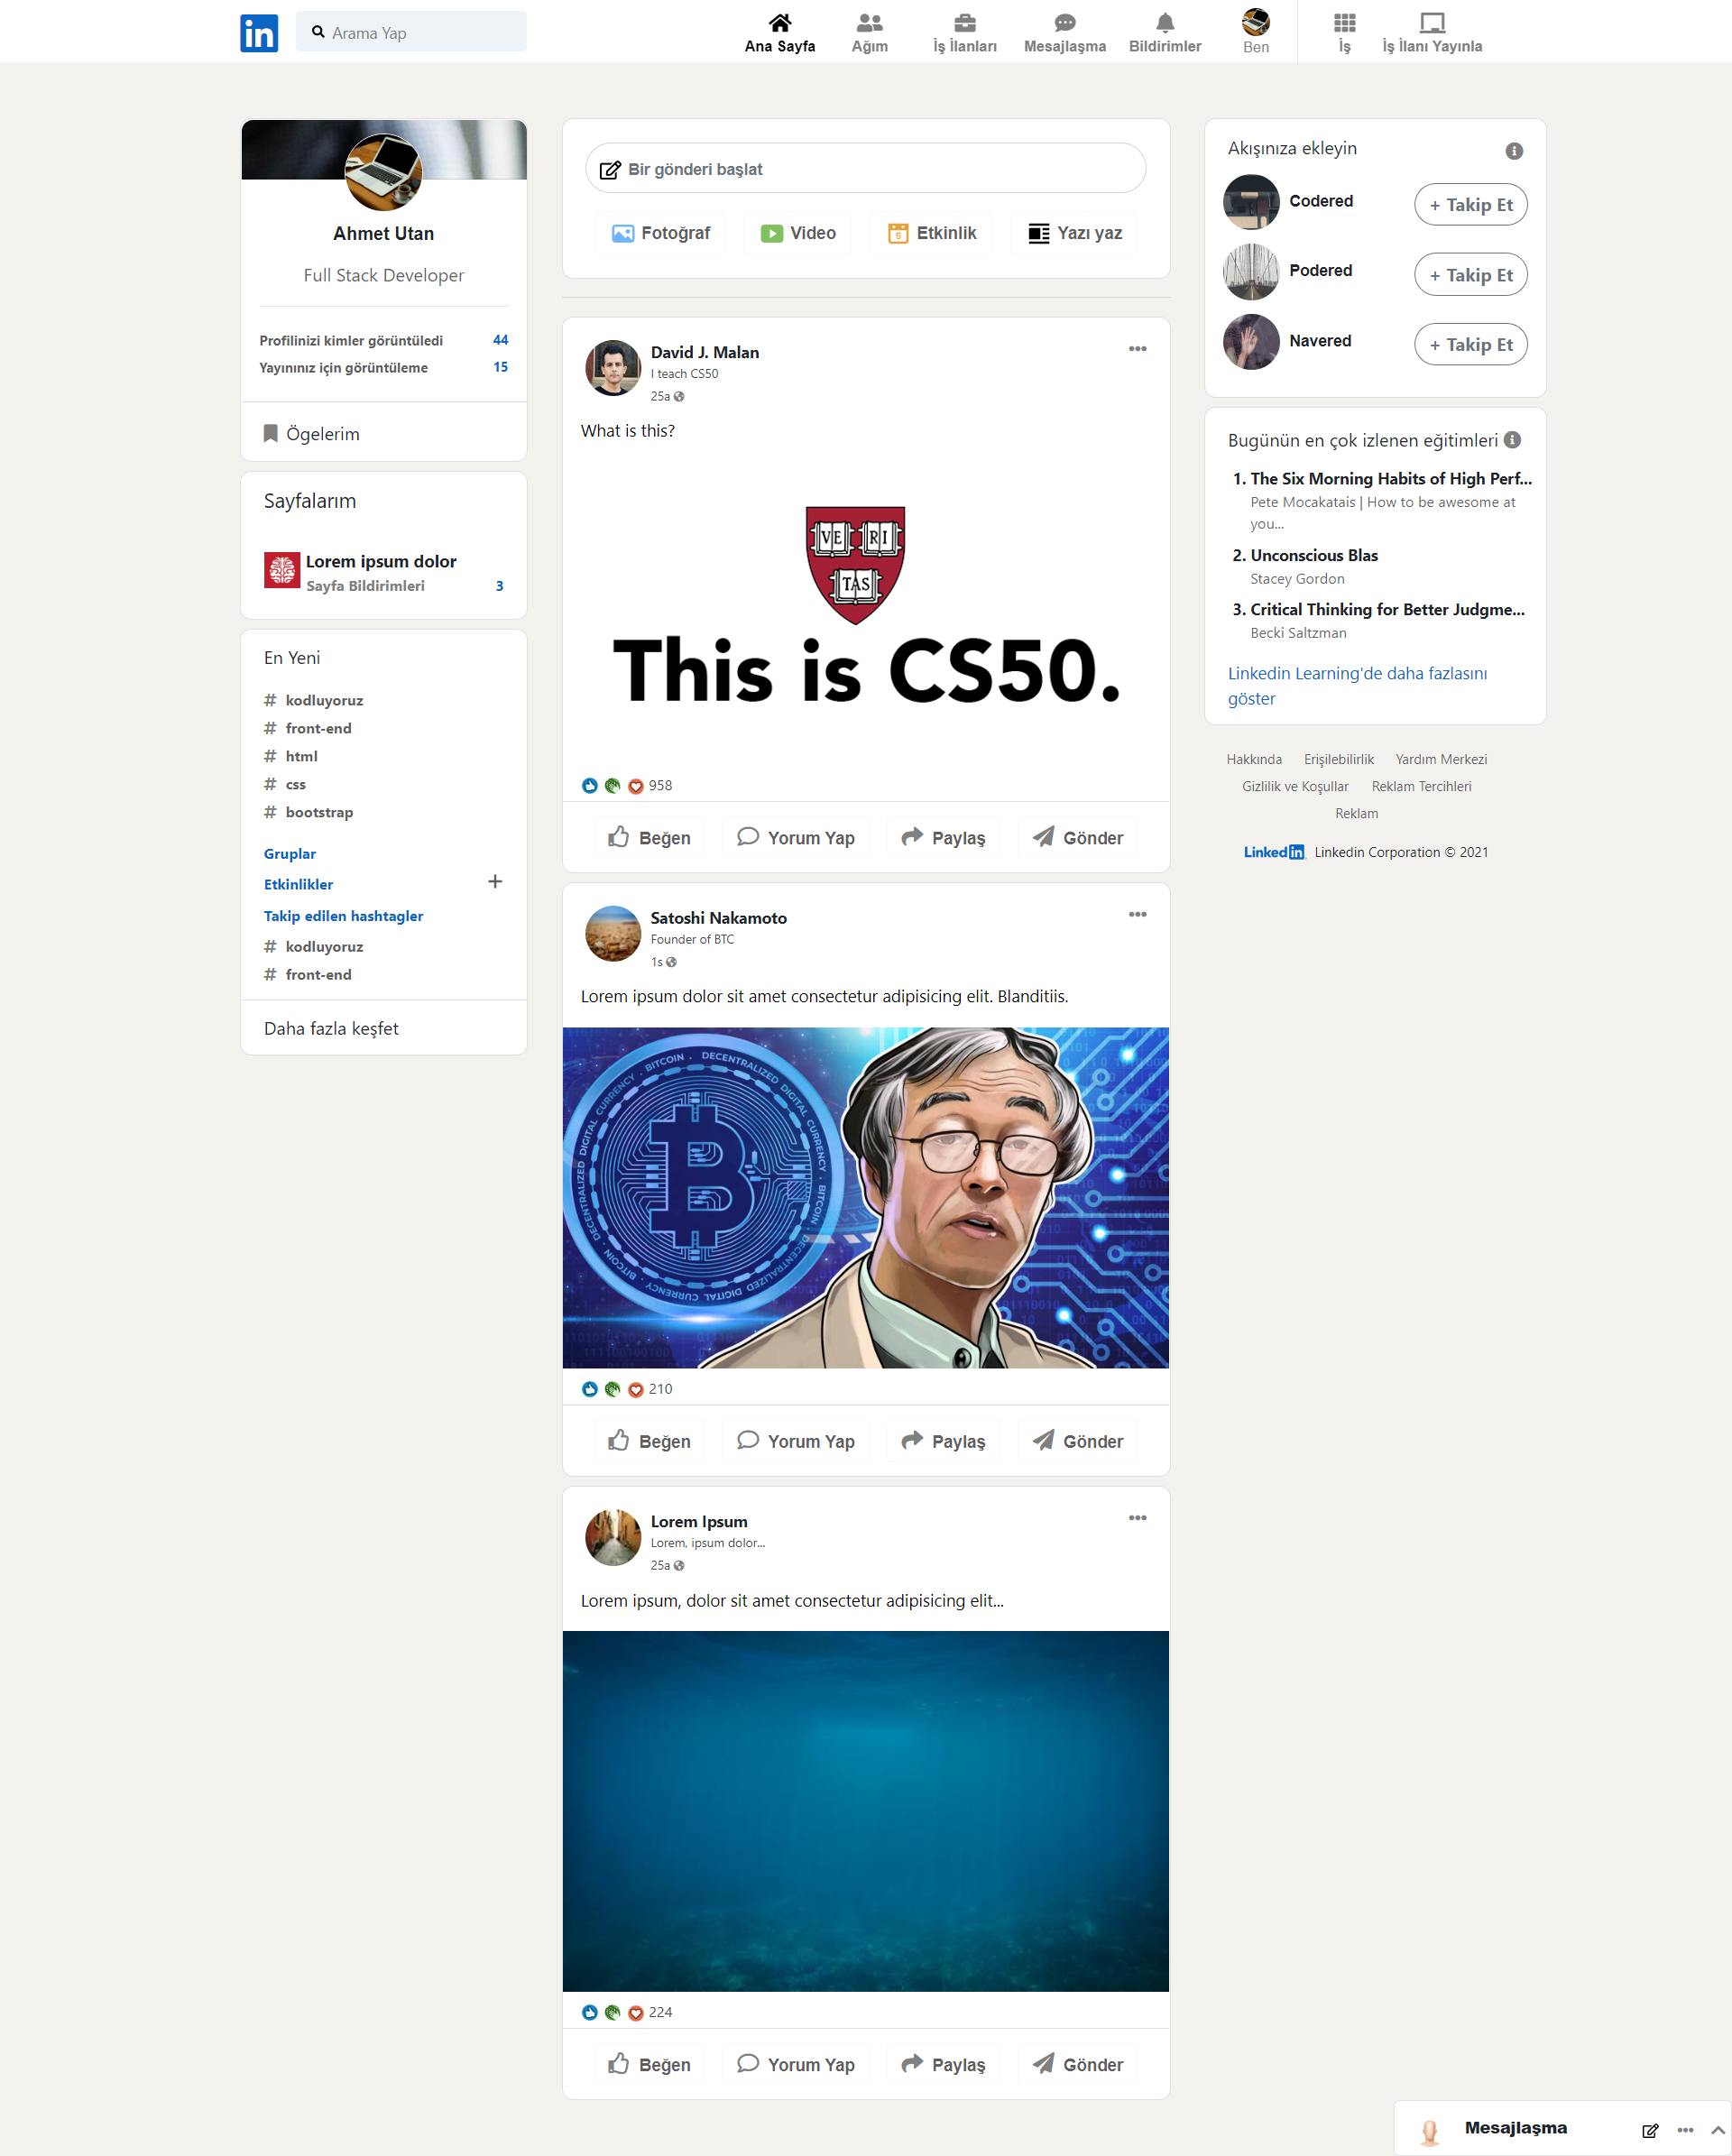 in
Arama Yap
Ana Sayfa
Ağım
İş İlanları
Mesajlaşma
Bildirimler
Ben
İş
İş İlanı Yayınla
Ahmet Utan
Full Stack Developer
Profilinizi kimler görüntüledi 44
Yayınınız için görüntüleme 15
Ögelerim
Sayfalarım
Lorem ipsum dolor
Sayfa Bildirimleri 3
En Yeni
# kodluyoruz
# front-end
# html
# css
# bootstrap
Gruplar
Etkinlikler +
Takip edilen hashtagler
# kodluyoruz
# front-end
Daha fazla keşfet
Bir gönderi başlat
Fotoğraf
Video
5 Etkinlik
Yazı yaz
David J. Malan
I teach CS50
25a
What is this?
VE RI
TAS
This is CS50.
958
Beğen
Yorum Yap
Paylaş
Gönder
Satoshi Nakamoto
Founder of BTC
1s
Lorem ipsum dolor sit amet consectetur adipisicing elit. Blanditiis.
BITCOIN . DECENTRALIZED DIGITAL CURRENCY . BITCOIN . DECENTRALIZED DIGITAL CURRENCY . BITCOIN . DECENTRALIZED DIGITAL CURRENCY .
210
Beğen
Yorum Yap
Paylaş
Gönder
Lorem Ipsum
Lorem, ipsum dolor...
25a
Lorem ipsum, dolor sit amet consectetur adipisicing elit...
224
Beğen
Yorum Yap
Paylaş
Gönder
Akışınıza ekleyin
Codered
+ Takip Et
Podered
+ Takip Et
Navered
+ Takip Et
Bugünün en çok izlenen eğitimleri
1. The Six Morning Habits of High Perf...
Pete Mocakatais | How to be awesome at
you...
2. Unconscious Blas
Stacey Gordon
3. Critical Thinking for Better Judgme...
Becki Saltzman
Linkedin Learning'de daha fazlasını
göster
Hakkında Erişilebilirlik Yardım Merkezi
Gizlilik ve Koşullar Reklam Tercihleri
Reklam
Linked in Linkedin Corporation © 2021
Mesajlaşma